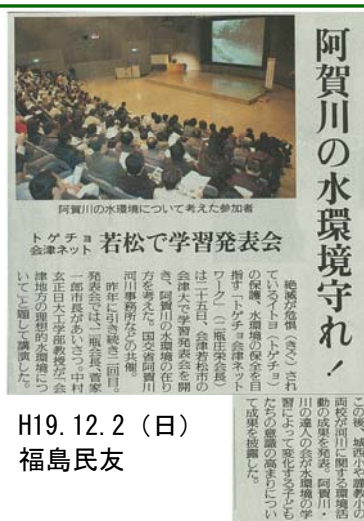 阿賀川の水環境守れ！
阿賀川の水環境について考えた参加者
トゲチョ
会津ネット
若松で学習発表会
絶滅が危惧（きぐ）され
ているイトヨ（トゲチョ）
の保護、水環境の保全を目
指す「トゲチョ会津ネット
ワーク」（二瓶庄栄会長）
は二十五日、会津若松市の
会津大で学習発表会を開
き、阿賀川の水環境の在り
方を考えた。国交省阿賀川
河川事務所などの共催。
昨年に引き続き二回目。
発表会では、二瓶会長、菅家
一郎市長があいさつ。中村
玄正日大工学部教授が「会
津地方の理想的水環境につ
いて」と題して講演した。
この後、城西小や謹教小の
両校が河川に関する環境活
動の成果を発表。阿賀川・
川の達人の会が水環境の学
習によって変化する子ども
たちの意識の高まりについ
て成果を披露した。
H19.12.2（日）
福島民友